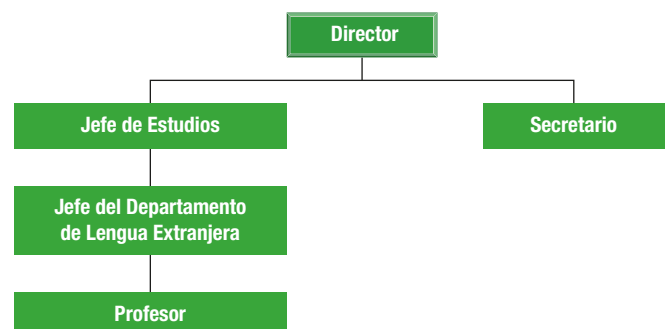 Director
Jefe de Estudios
Secretario
Jefe del Departamento
de Lengua Extranjera
Profesor